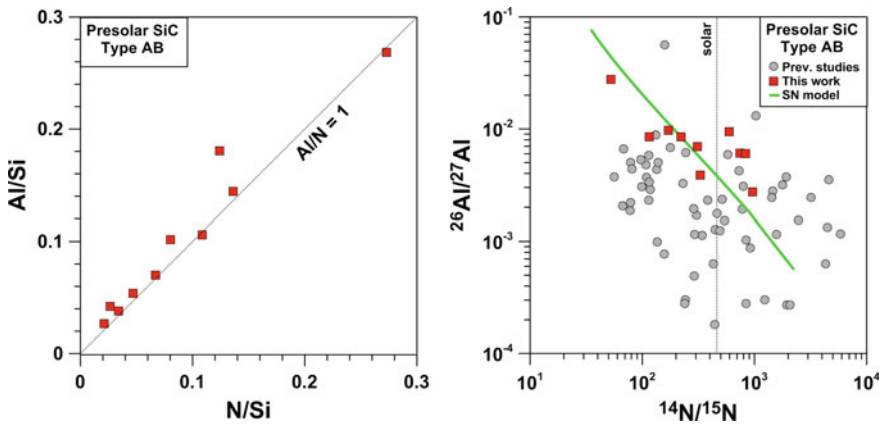 Presolar SiC
Type AB
Al/N = 1
Al/Si
0.3
0.2
0.1
0
0
0.1
0.2
0.3
N/Si
solar
Presolar SiC
Type AB
Prev. studies
This work
SN model
²⁶Al/²⁷Al
10⁻¹
10⁻²
10⁻³
10⁻⁴
10¹
10²
10³
10⁴
¹⁴N/¹⁵N